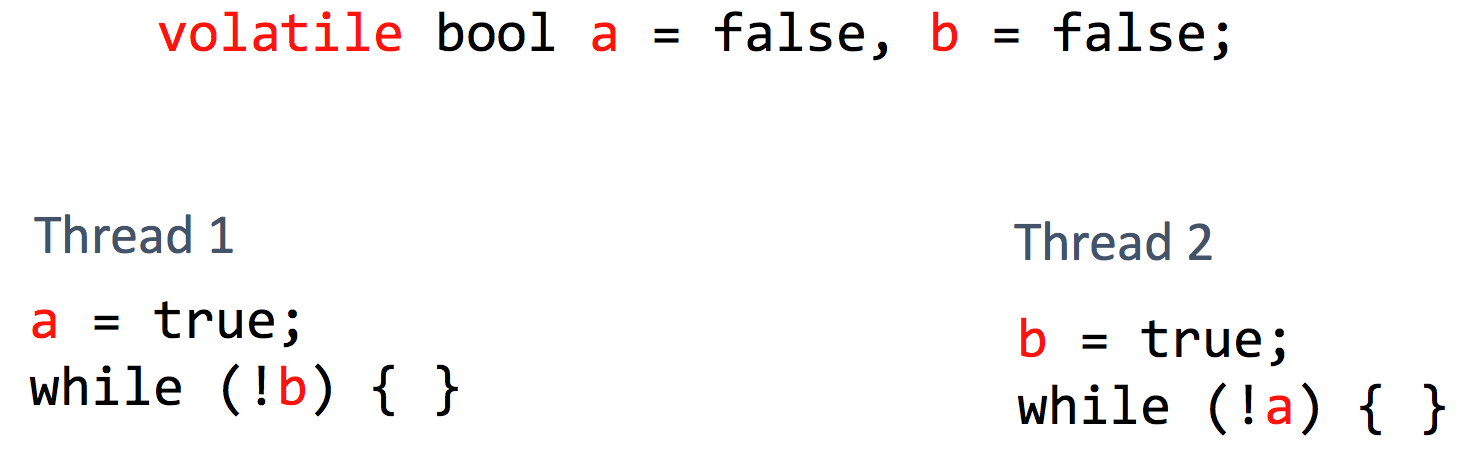 volatile bool a = false, b = false;
Thread 1
a = true;
while (!b) { }
Thread 2
b = true;
while (!a) { }